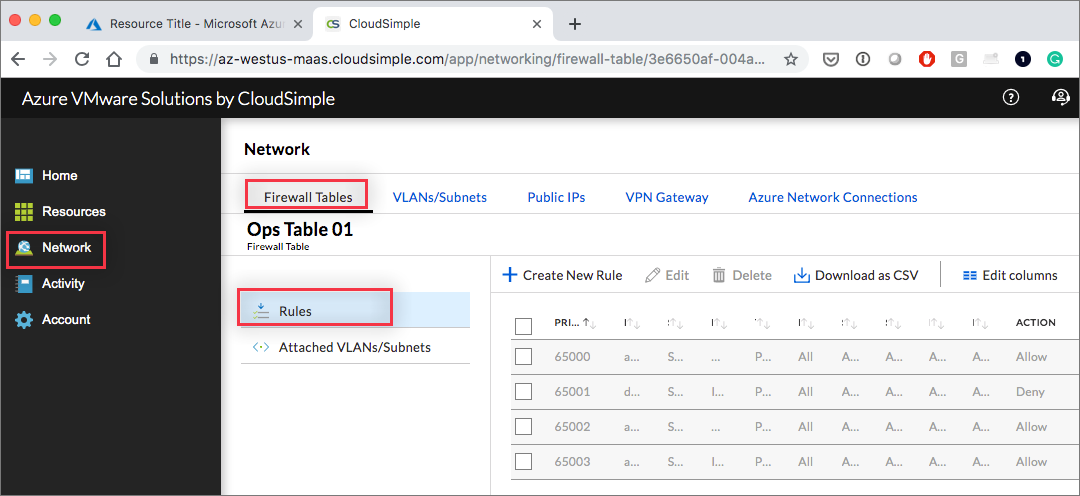 Resource Title - Microsoft Azu
CloudSimple
https://az-westus-maas.cloudsimple.com/app/networking/firewall-table/3e6650af-004a...
Azure VMware Solutions by CloudSimple
Home
Resources
Network
Activity
Account
Network
Firewall Tables VLANs/Subnets Public IPs VPN Gateway Azure Network Connections
Ops Table 01
Firewall Table
Rules
Attached VLANs/Subnets
Create New Rule Edit Delete Download as CSV Edit columns
PRI... ACTION
65000 a... S... ... P... All A... A... A... A... Allow
65001 d... S... I... P... All A... A... A... A... Deny
65002 a... S... ... P... All A... A... A... A... Allow
65003 a... S... I... P... All A... A... A... A... Allow